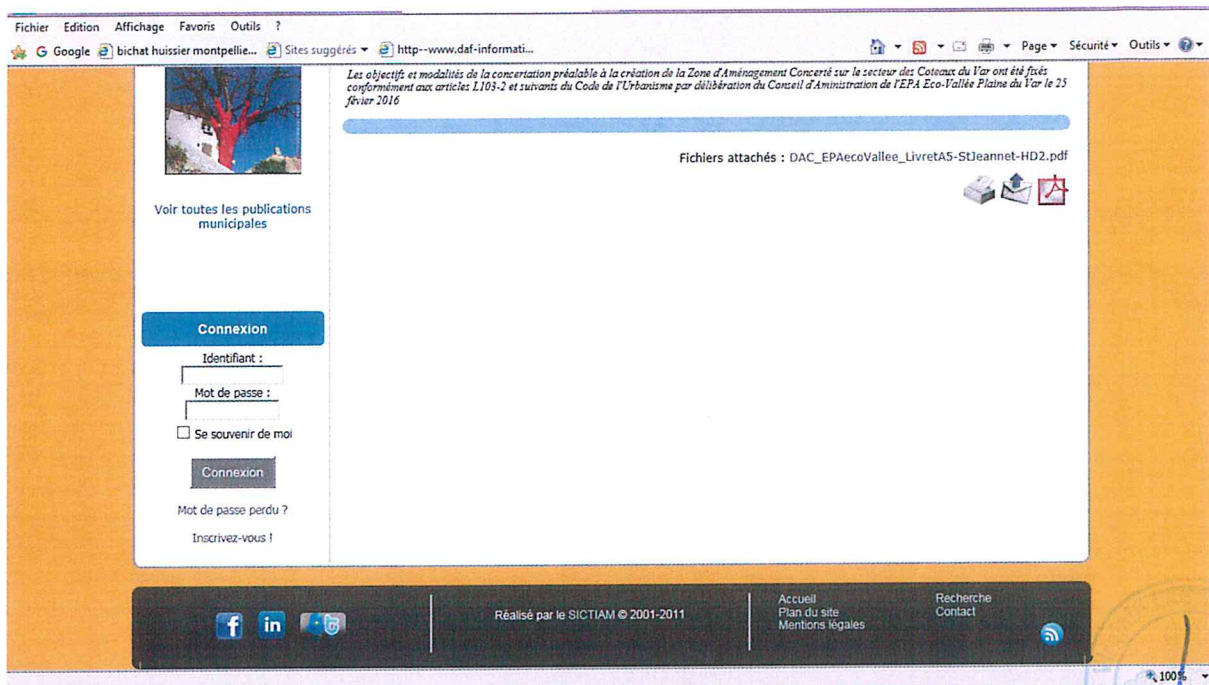 Fichier Edition Affichage Favoris Outils ?
Google bichat huissier montpellie... Sites suggérés http--www.daf-informati... Page Sécurité Outils
Les objectifs et modalités de la concertation préalable à la création de la Zone d'Aménagement Concerté sur le secteur des Coteaux du Var ont été fixés
conformément aux articles L103-2 et suivants du Code de l'Urbanisme par délibération du Conseil d'Aministration de l'EPA Eco-Vallée Plaine du Var le 25
févier 2016
Fichiers attachés : DAC_EPAecoVallee_LivretA5-StJeannet-HD2.pdf
Voir toutes les publications
municipales
Connexion
Identifiant :
Mot de passe :
Se souvenir de moi
Connexion
Mot de passe perdu ?
Inscrivez-vous !
Réalisé par le SICTIAM © 2001-2011
Accueil
Plan du site
Mentions légales
Recherche
Contact
100%